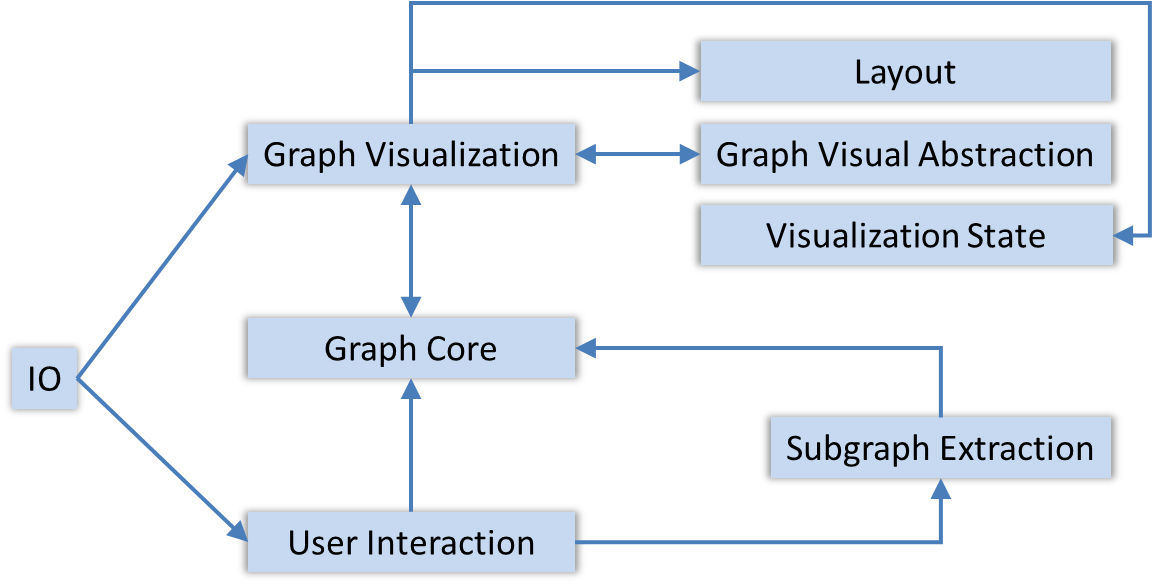 Layout
Graph Visualization
Graph Visual Abstraction
Visualization State
Graph Core
IO
Subgraph Extraction
User Interaction